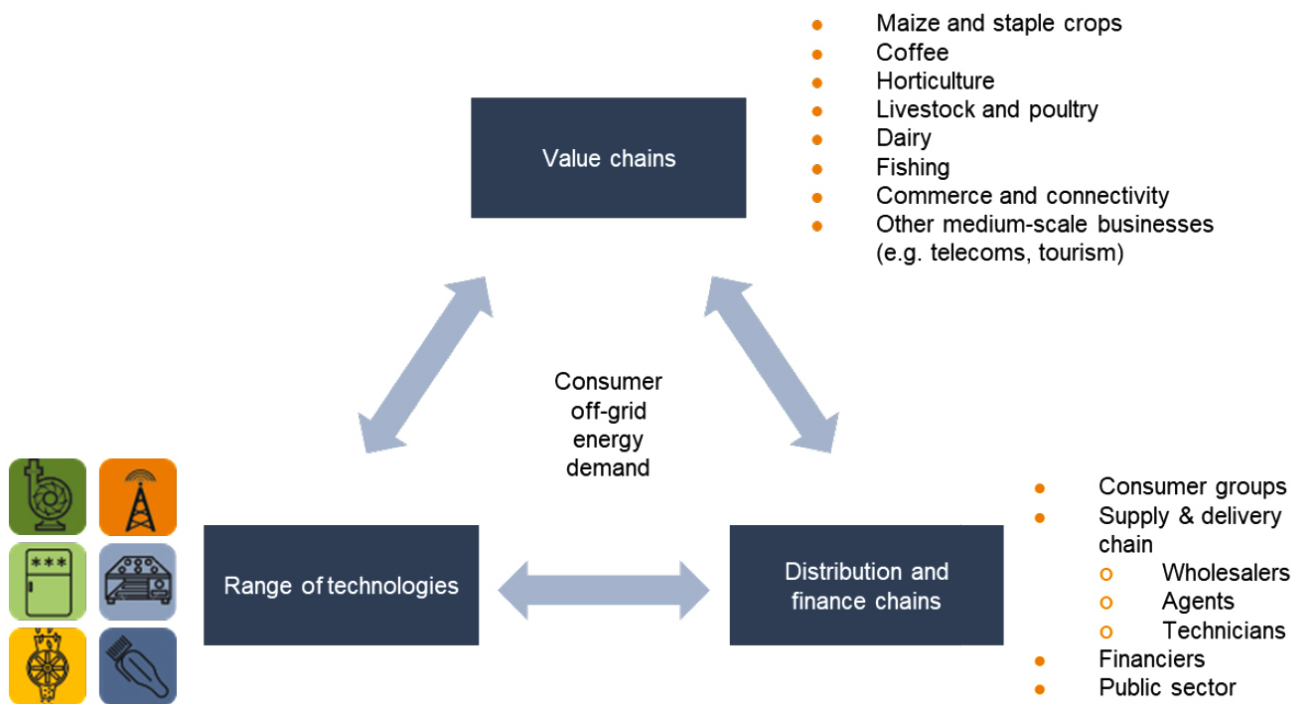 Value chains
● Maize and staple crops
● Coffee
● Horticulture
● Livestock and poultry
● Dairy
● Fishing
● Commerce and connectivity
● Other medium-scale businesses
(e.g. telecoms, tourism)
Consumer
off-grid
energy
demand
Range of technologies
Distribution and
finance chains
● Consumer groups
● Supply & delivery
chain
o Wholesalers
o Agents
o Technicians
● Financiers
● Public sector